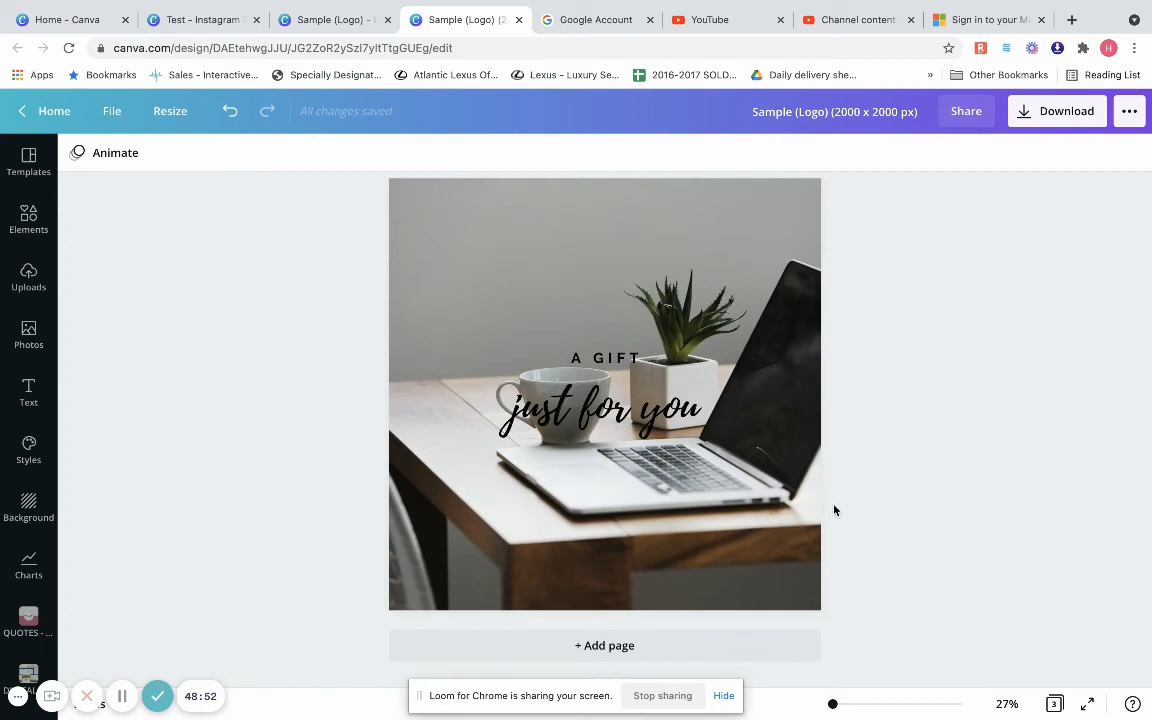 Home - Canva
Test - Instagram
Sample (Logo) -
Sample (Logo) (2
Google Account
YouTube
Channel content
Sign in to your M
canva.com/design/DAEtehwgJJU/JG2ZoR2ySzl7yltTtgGUEg/edit
Apps
Bookmarks
Sales - Interactive...
Specially Designat...
Atlantic Lexus Of...
Lexus - Luxury Se...
2016-2017 SOLD...
Daily delivery she...
»
Other Bookmarks
Reading List
Home
File
Resize
All changes saved
Sample (Logo) (2000 x 2000 px)
Share
Download
Animate
Templates
Elements
Uploads
Photos
Text
Styles
Background
Charts
QUOTES - ...
A GIFT
just for you
+ Add page
48:52
Loom for Chrome is sharing your screen.
Stop sharing
Hide
27%
3